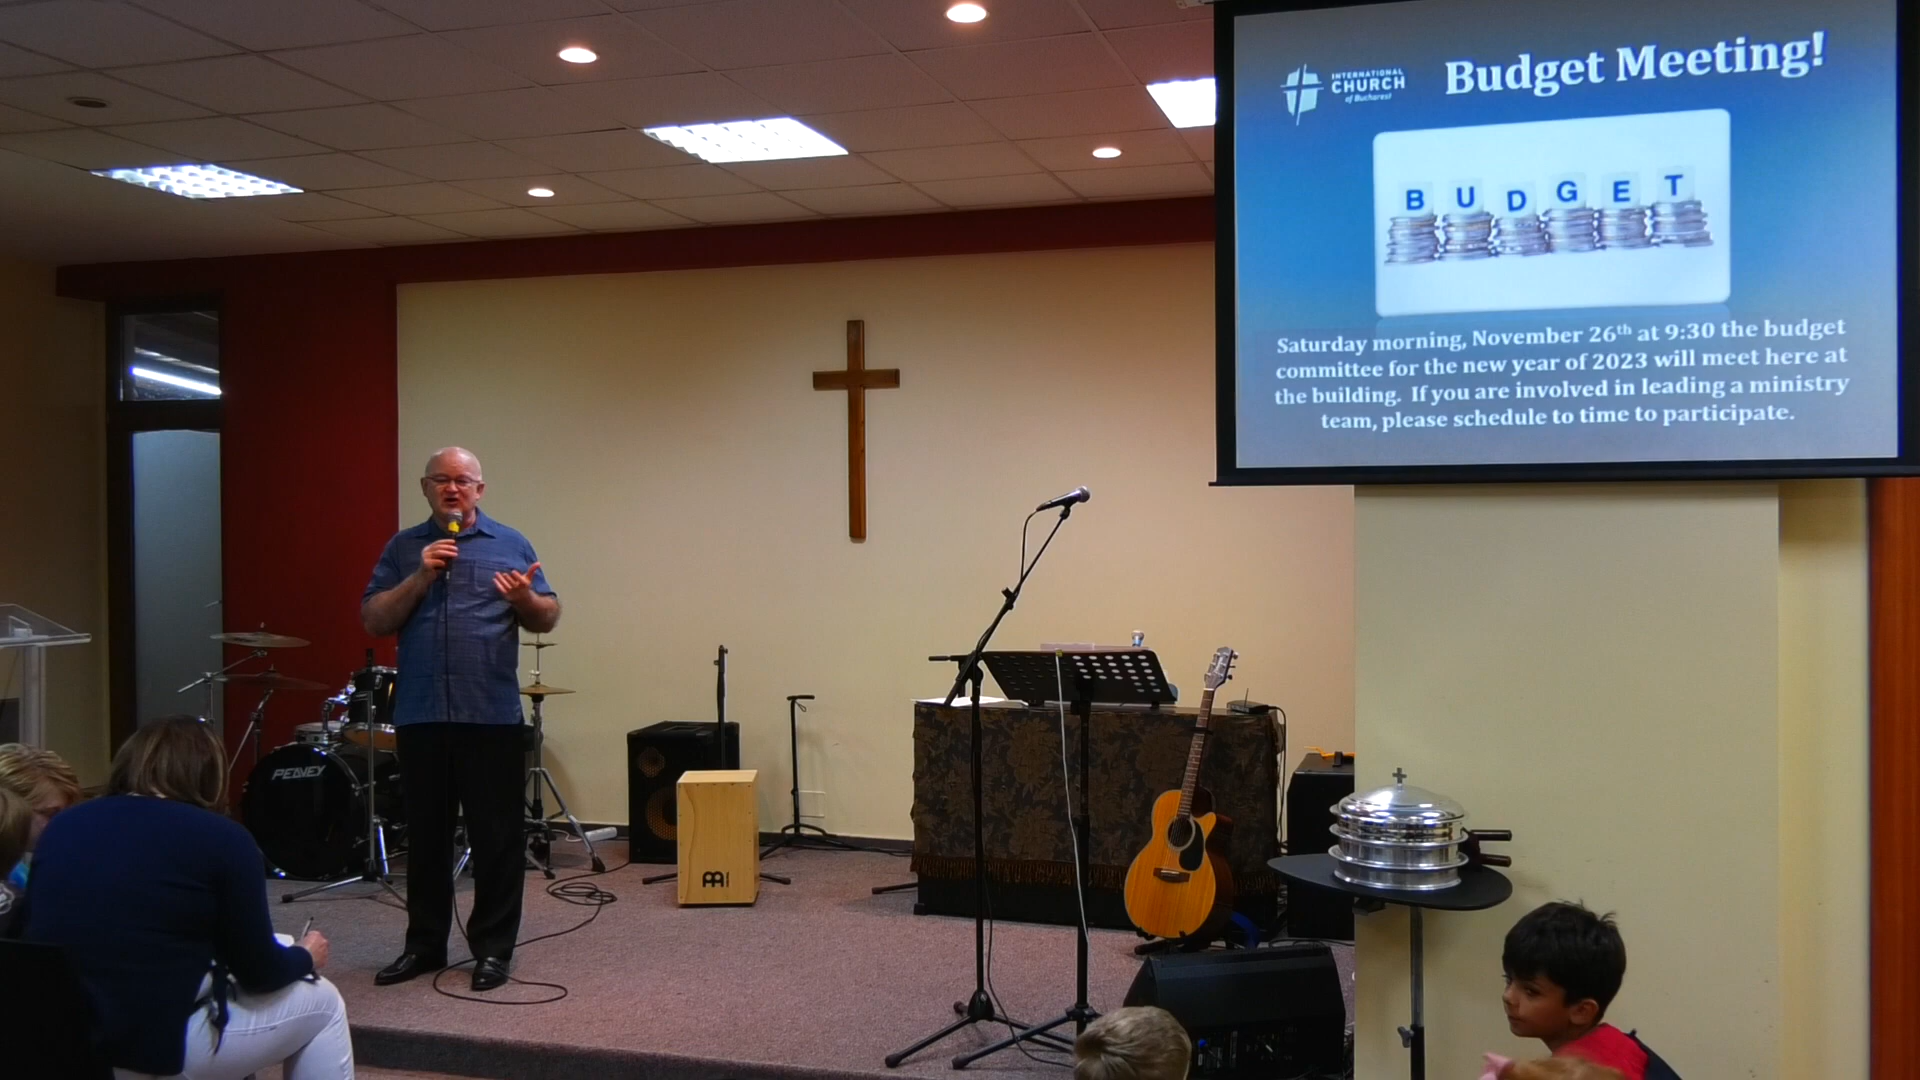 INTERNATIONAL
CHURCH
of Bucharest
Budget Meeting!
BUDGET
Saturday morning, November 26th at 9:30 the budget
committee for the new year of 2023 will meet here at
the building. If you are involved in leading a ministry
team, please schedule to time to participate.
PEAVEY